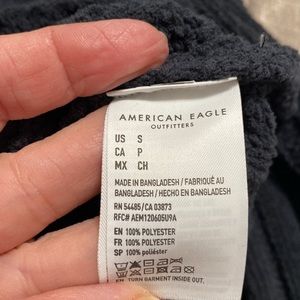 AMERICAN EAGLE
OUTFITTERS
US S
CA P
MX CH
MADE IN BANGLADESH / FABRIQUÉ AU
BANGLADESH / HECHO EN BANGLADESH
RN 54485/CA 03873
RFC# AEM120605U9A
EN 100% POLYESTER
FR 100% POLYESTER
SP 100% poliéster
EN TURN GARMENT INSIDE OUT.